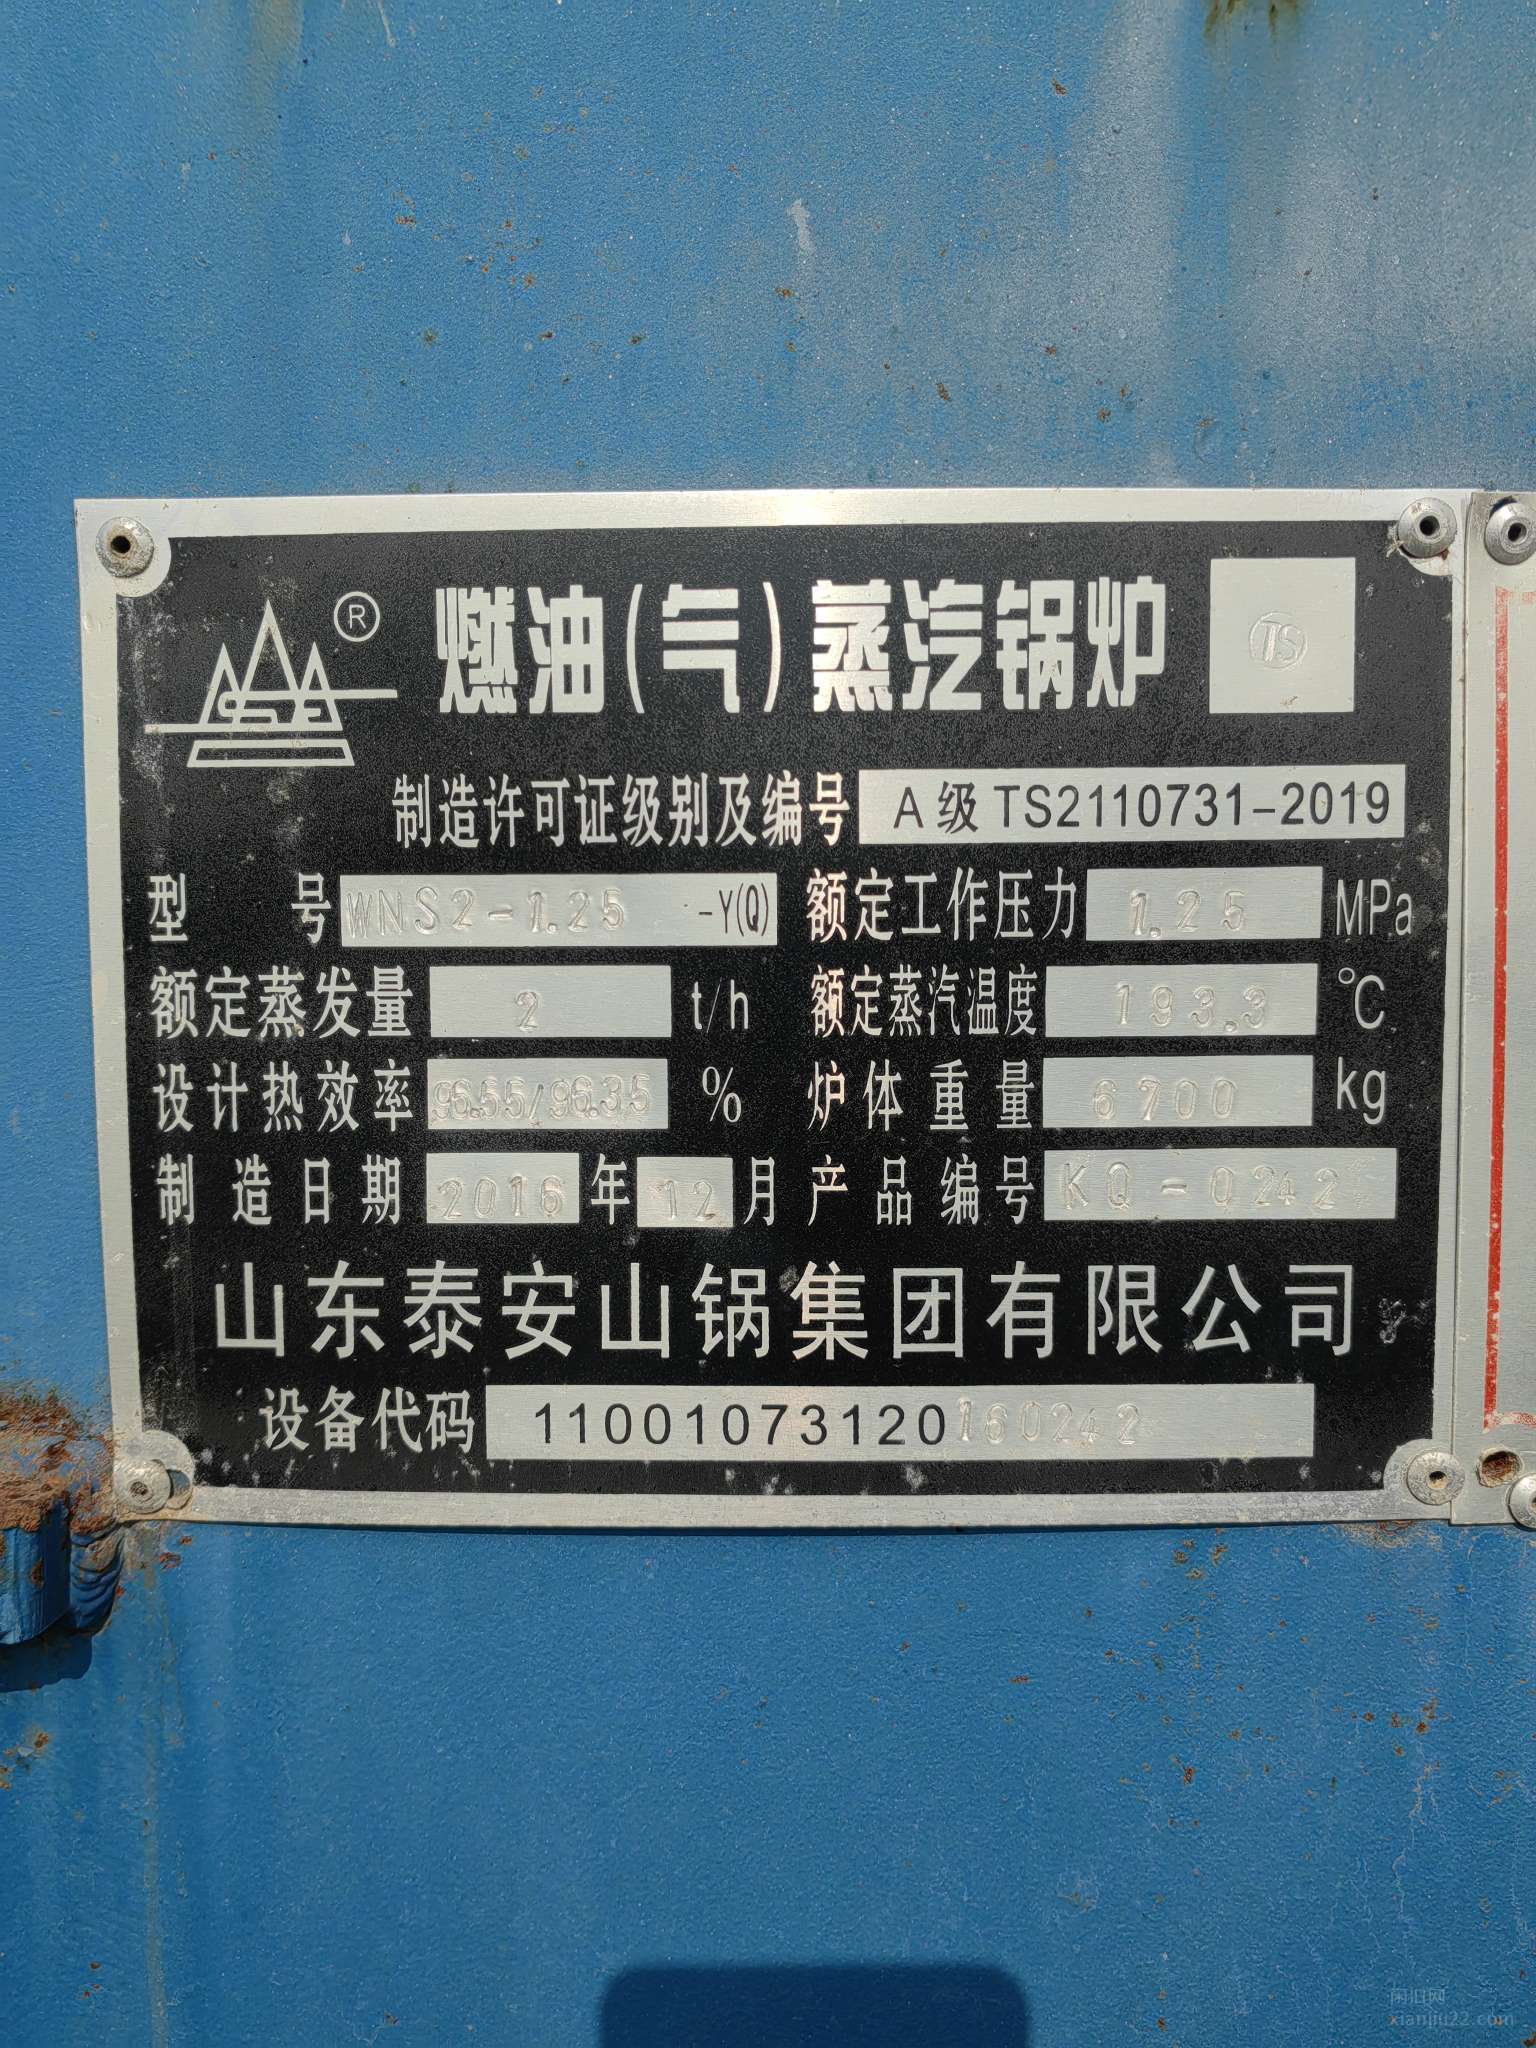 ® 燃油(气)蒸汽锅炉 TS
制造许可证级别及编号 A级 TS2110731-2019
型号 WNS2-1.25 -Y(Q) 额定工作压力 1.25 MPa
额定蒸发量 2 t/h 额定蒸汽温度 193.3 ℃
设计热效率 96.55/96.35 % 炉体重量 6700 kg
制造日期 2016 年 12 月 产品编号 KQ-0242
山东泰安山锅集团有限公司
设备代码 11001073120160242
闲旧网
xianjiu22.com